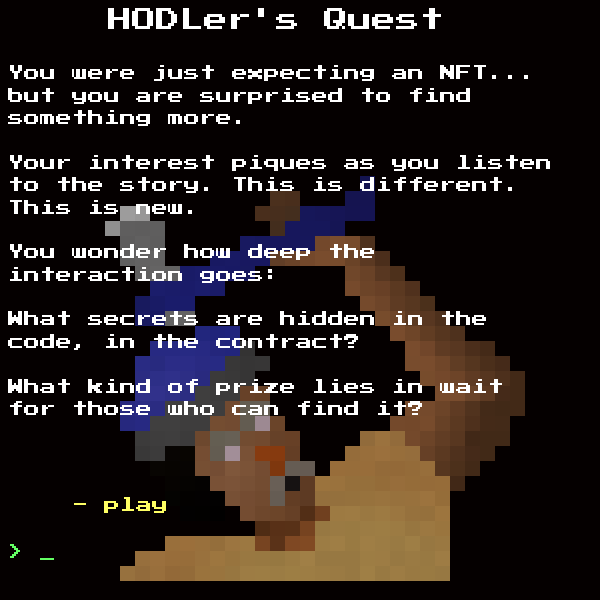 HODLer's Quest
You were just expecting an NFT...
but you are surprised to find
something more.
Your interest piques as you listen
to the story. This is different.
This is new.
You wonder how deep the
interaction goes:
What secrets are hidden in the
code, in the contract?
What kind of prize lies in wait
for those who can find it?
- play
> _